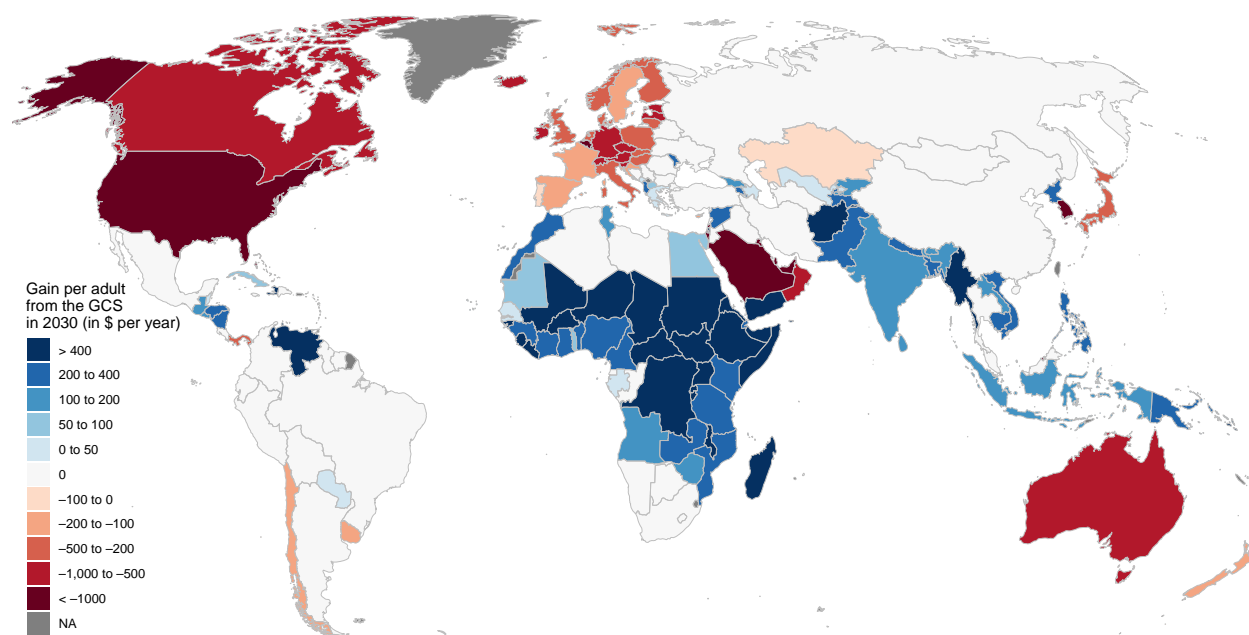 Gain per adult
from the GCS
in 2030 (in $ per year)
> 400
200 to 400
100 to 200
50 to 100
0 to 50
0
–100 to 0
–200 to –100
–500 to –200
–1,000 to –500
< –1000
NA